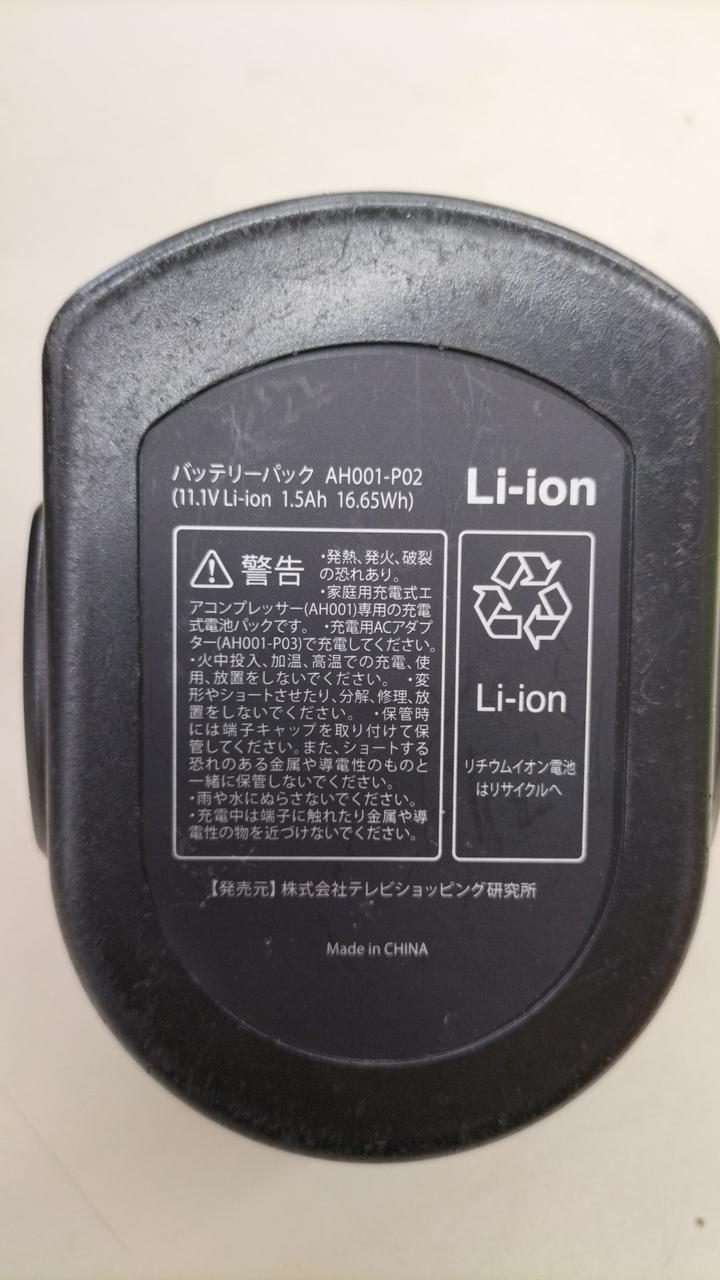 バッテリーパック AH001-P02
(11.1V Li-ion 1.5Ah 16.65Wh)
Li-ion
警告
・発熱、発火、破裂
の恐れあり。
・家庭用充電式エ
アコンプレッサー(AH001)専用の充電
式電池パックです。 ・充電用ACアダプ
ター(AH001-P03)で充電してください。
・火中投入、加温、高温での充電、使
用、放置をしないでください。 ・変
形やショートさせたり、分解、修理、放
置をしないでください。 ・保管時
には端子キャップを取り付けて保
管してください。また、ショートする
恐れのある金属や導電性のものと
一緒に保管しないでください。
・雨や水にぬらさないでください。
・充電中は端子に触れたり金属や導
電性の物を近づけないでください。
Li-ion
リチウムイオン電池
はリサイクルへ
【発売元】株式会社テレビショッピング研究所
Made in CHINA